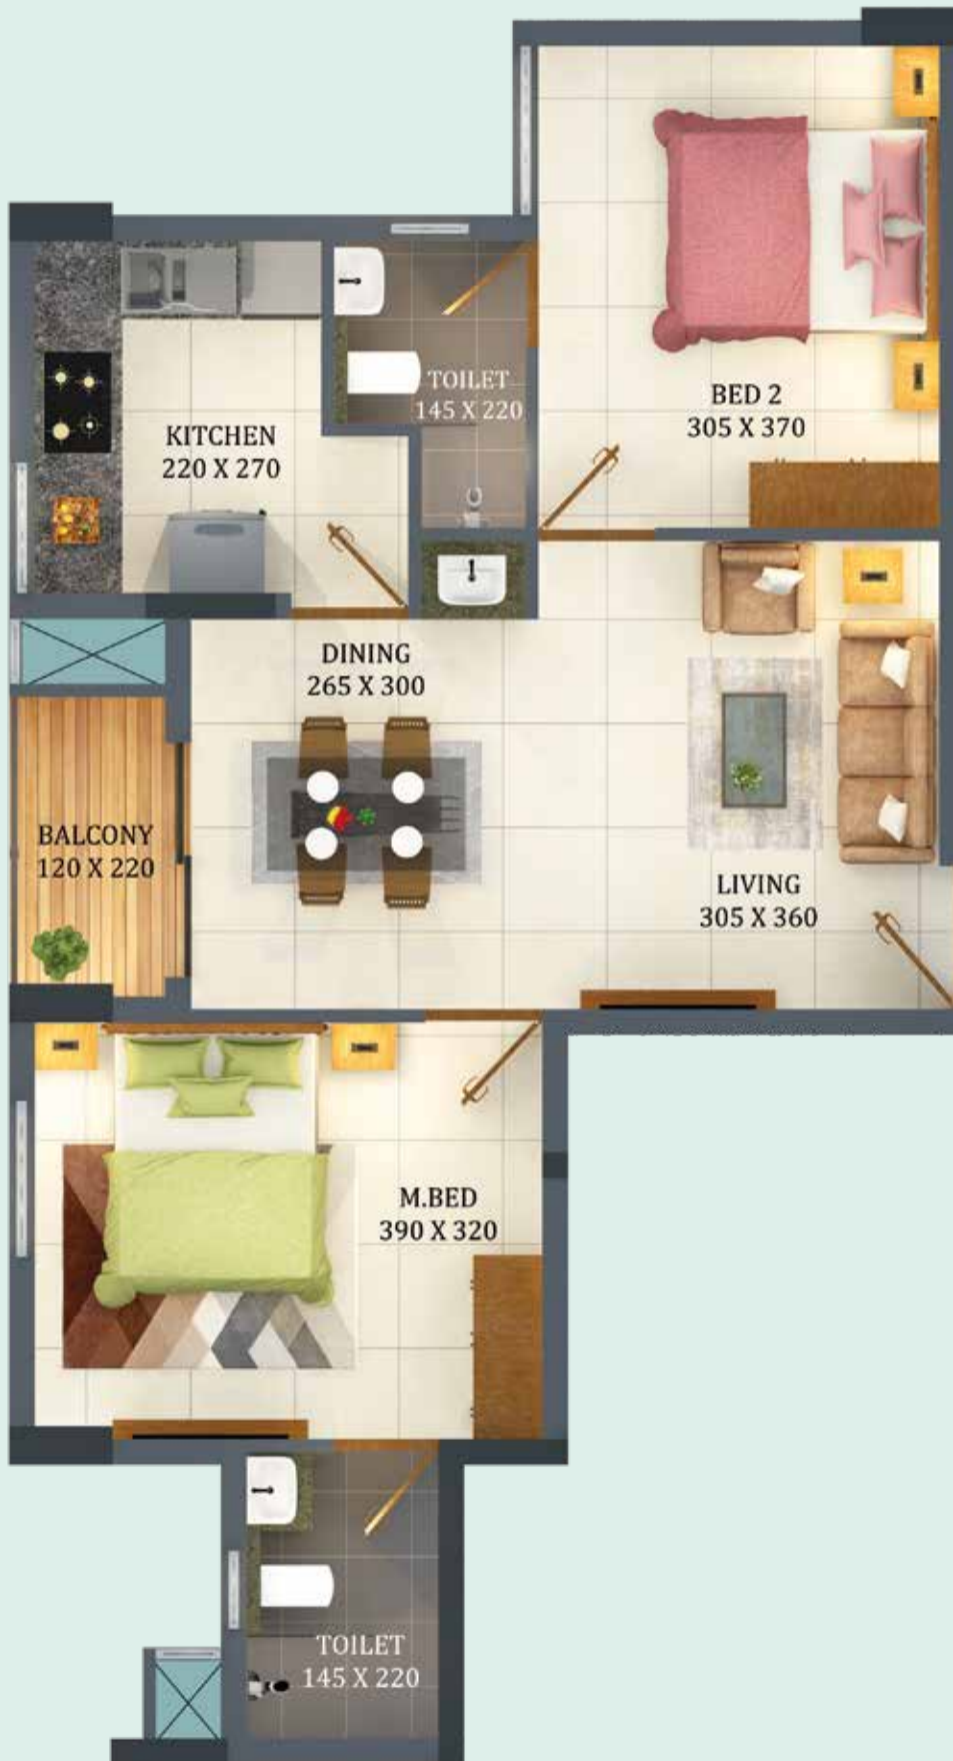 BED 2
305 X 370
TOILET
145 X 220
KITCHEN
220 X 270
DINING
265 X 300
BALCONY
120 X 220
LIVING
305 X 360
M.BED
390 X 320
TOILET
145 X 220